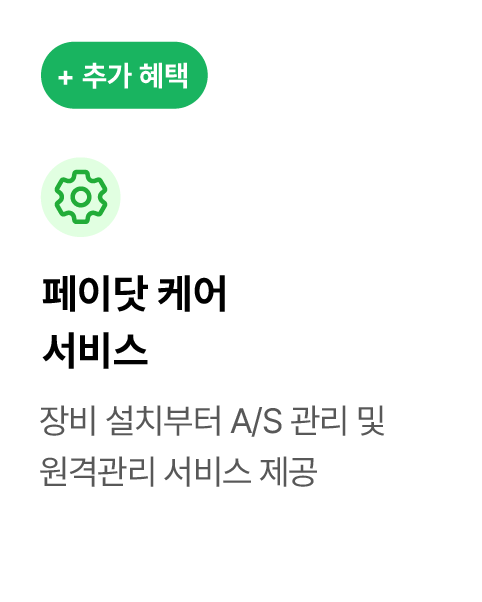 + 추가 혜택
페이닷 케어
서비스
장비 설치부터 A/S 관리 및
원격관리 서비스 제공